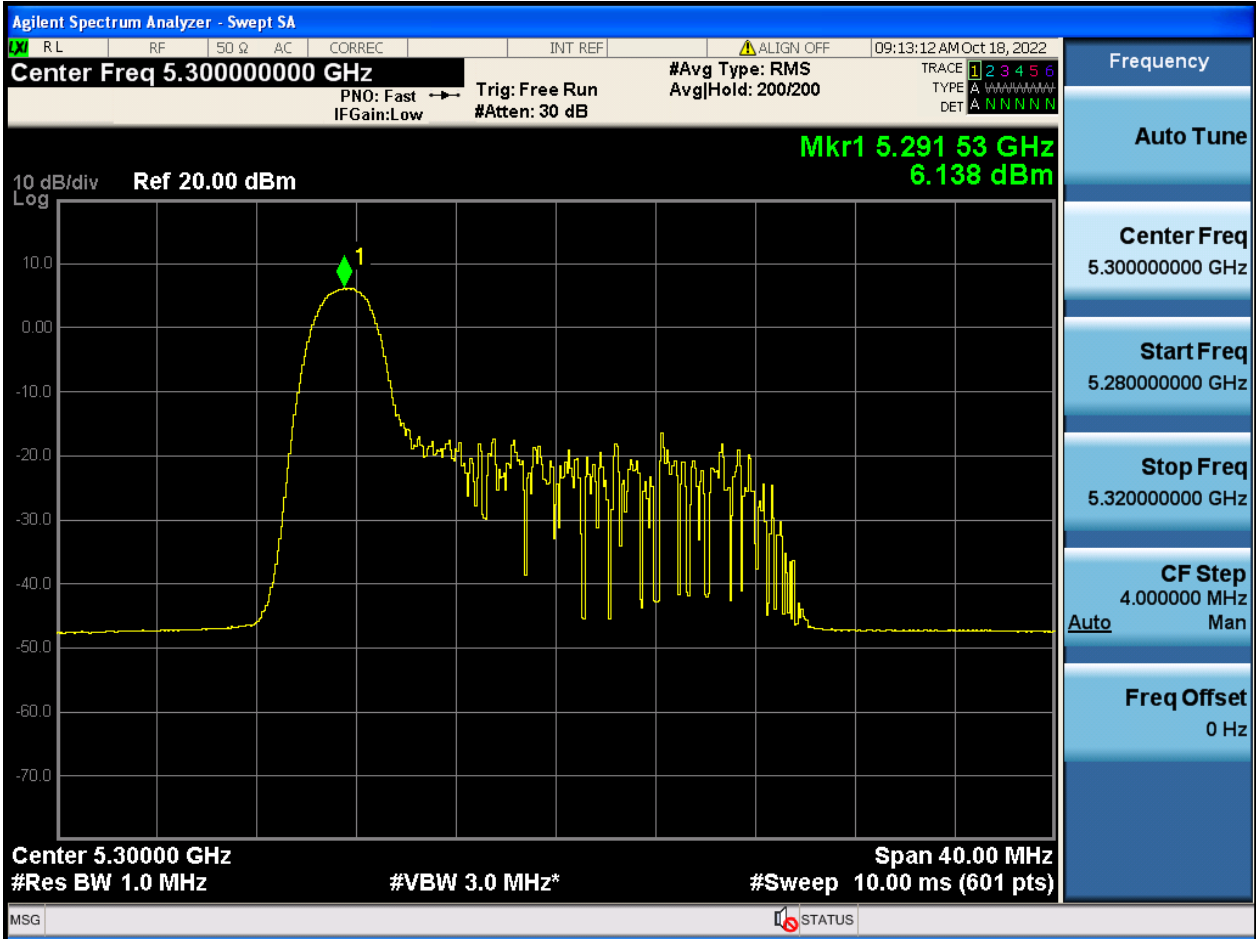 Agilent Spectrum Analyzer - Swept SA
LXI RL RF 50 Ω AC CORREC INT REF ALIGN OFF 09:13:12 AM Oct 18, 2022
Center Freq 5.300000000 GHz
PNO: Fast
IFGain:Low
Trig: Free Run
#Atten: 30 dB
#Avg Type: RMS
Avg|Hold: 200/200
TRACE 1 2 3 4 5 6
TYPE A WWWWW
DET A N N N N N
Mkr1 5.291 53 GHz
6.138 dBm
10 dB/div Ref 20.00 dBm
Log
1
10.0
0.00
-10.0
-20.0
-30.0
-40.0
-50.0
-60.0
-70.0
Center 5.30000 GHz Span 40.00 MHz
#Res BW 1.0 MHz #VBW 3.0 MHz* #Sweep 10.00 ms (601 pts)
MSG STATUS
Frequency
Auto Tune
Center Freq
5.300000000 GHz
Start Freq
5.280000000 GHz
Stop Freq
5.320000000 GHz
CF Step
4.000000 MHz
Auto Man
Freq Offset
0 Hz